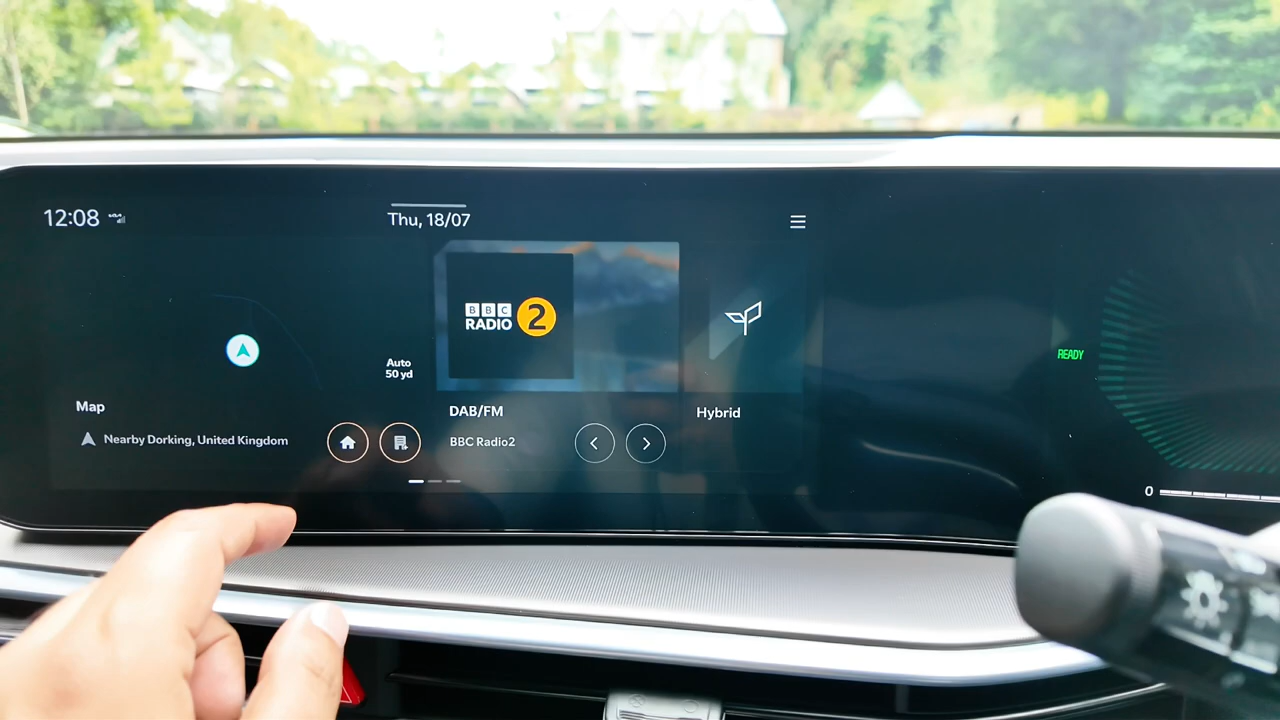 12:08
Thu, 18/07
BBC
RADIO 2
Auto
50 yd
READY
Map
DAB/FM
Hybrid
Nearby Dorking, United Kingdom
BBC Radio2
0